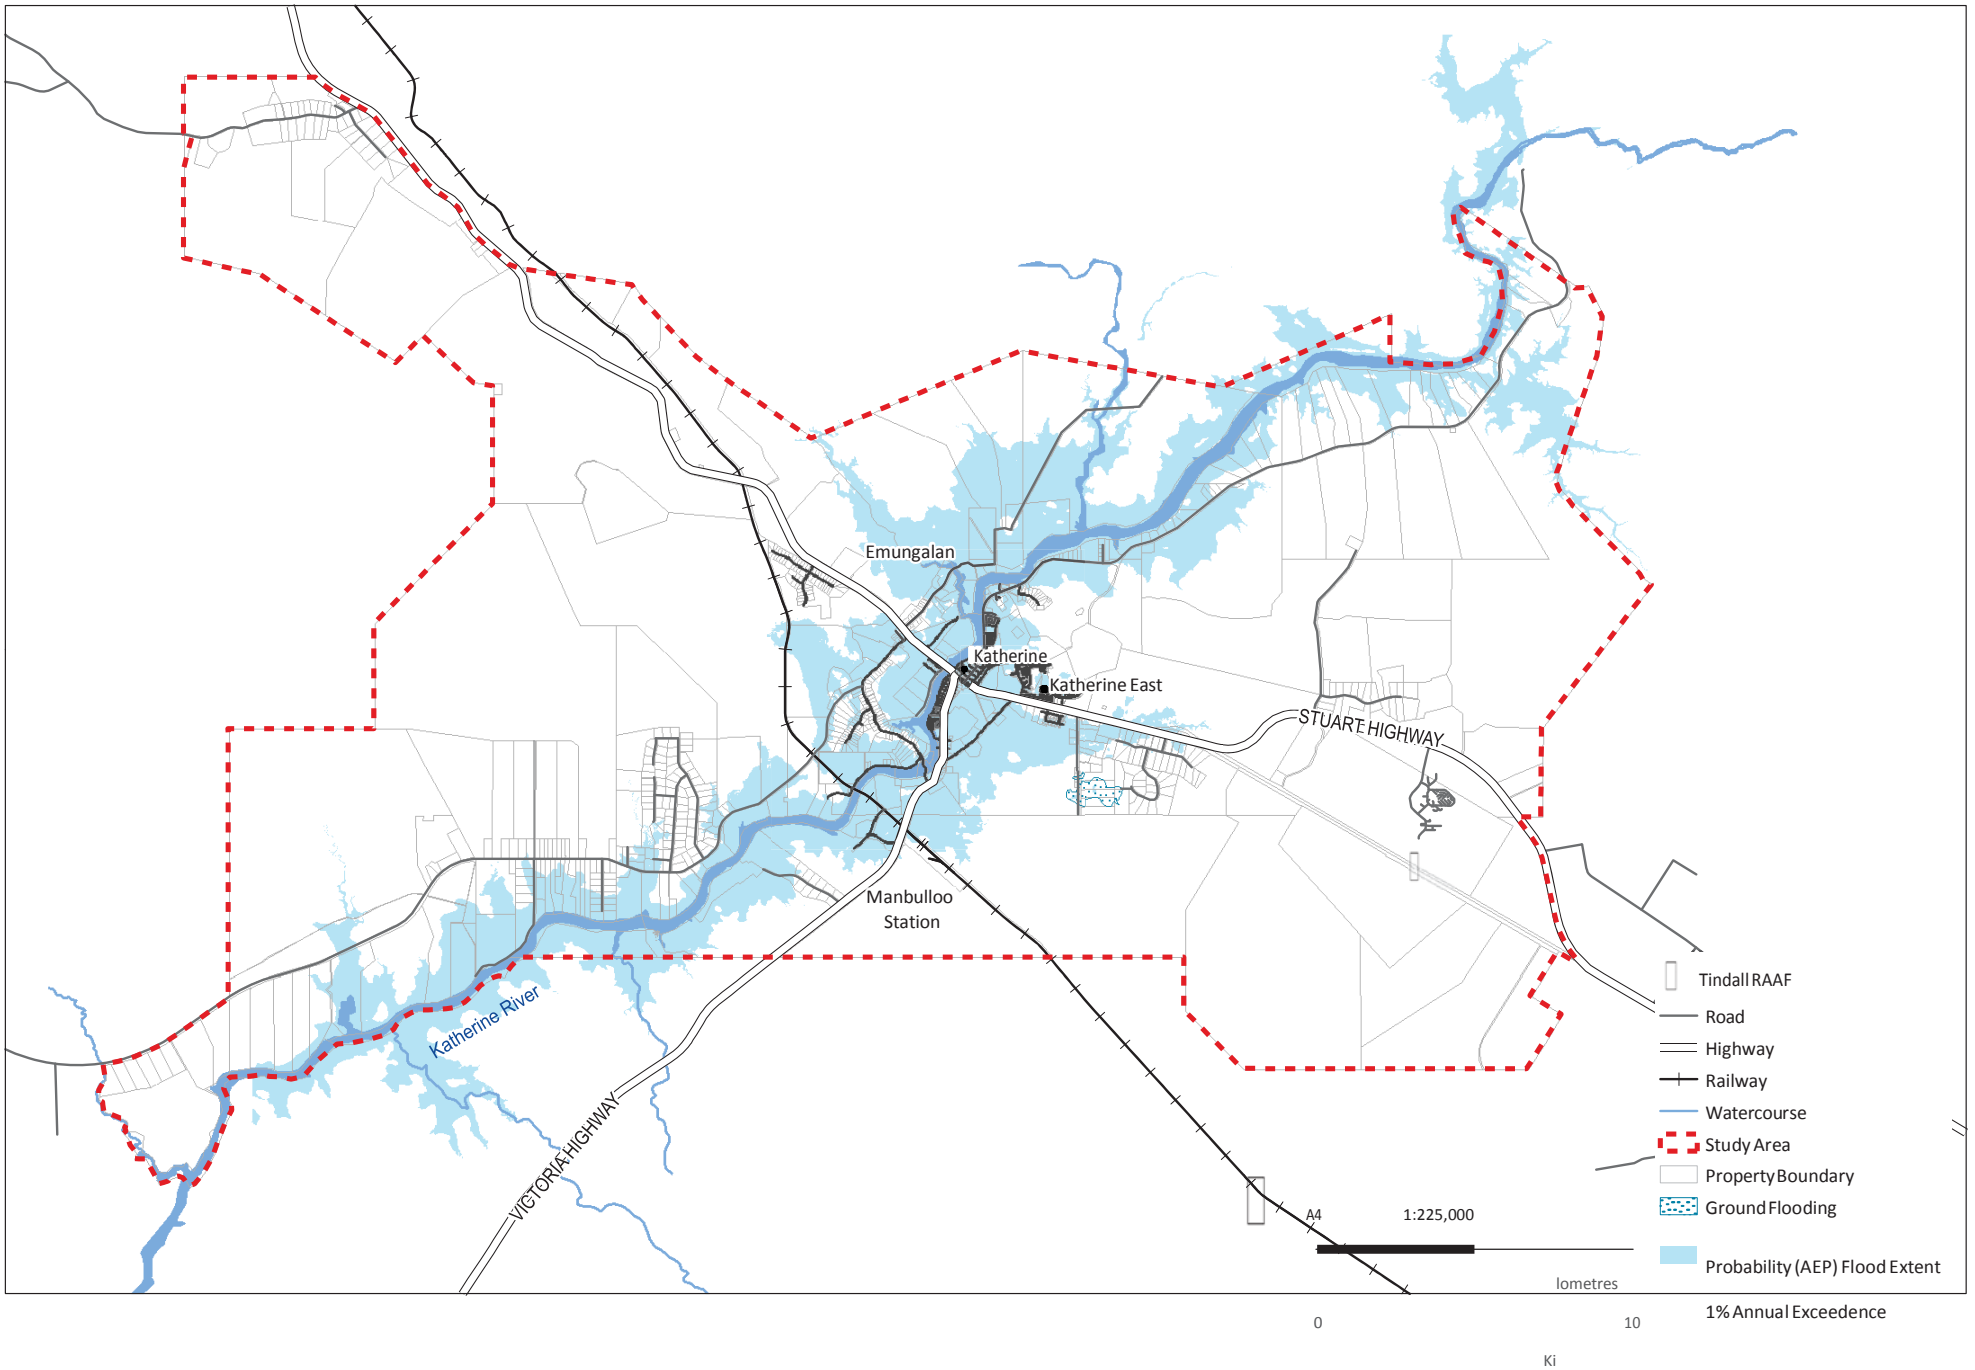 Emungalan
Katherine
Katherine East
STUART HIGHWAY
Manbulloo
Station
Katherine River
VICTORIA HIGHWAY
Tindall RAAF
Road
Highway
Railway
Watercourse
Study Area
Property Boundary
Ground Flooding
Probability (AEP) Flood Extent
1% Annual Exceedence
A4
1:225,000
lometres
0
10
Ki